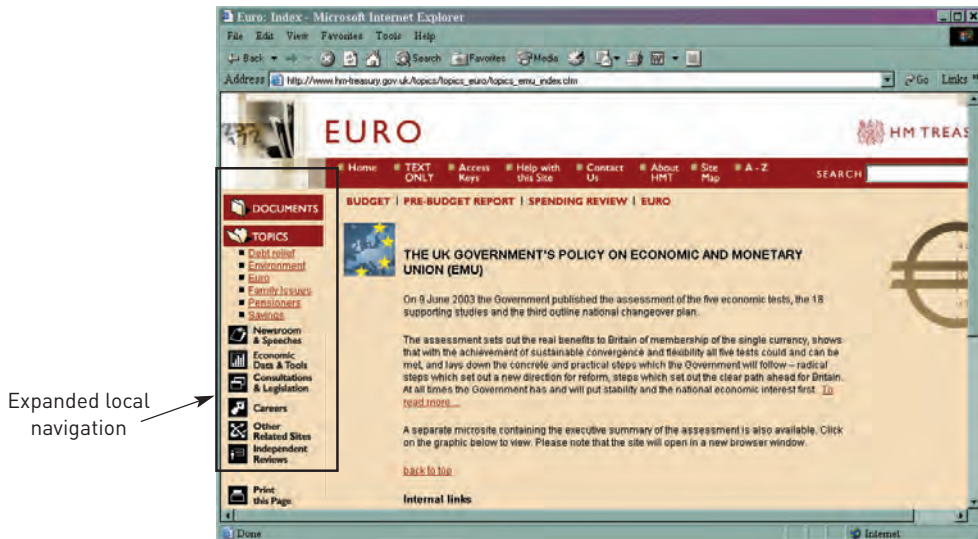 Euro: Index - Microsoft Internet Explorer
File Edit View Favorites Tools Help
Back Search Favorites Media
Address http://www.hm-treasury.gov.uk/topics/topics_euro/topics_emu_index.cfm Go Links
EURO
HM TREAS
Home TEXT ONLY Access Keys Help with this Site Contact Us About HMT Site Map A - Z SEARCH
BUDGET | PRE-BUDGET REPORT | SPENDING REVIEW | EURO
DOCUMENTS
TOPICS
Debt relief
Environment
Euro
Family Issues
Pensioners
Savings
Newsroom
& Speeches
Economic
Data & Tools
Consultations
& Legislation
Careers
Other
Related Sites
Independent
Reviews
Print
this Page
Expanded local
navigation
THE UK GOVERNMENT'S POLICY ON ECONOMIC AND MONETARY
UNION (EMU)
On 9 June 2003 the Government published the assessment of the five economic tests, the 18
supporting studies and the third outline national changeover plan.
The assessment sets out the real benefits to Britain of membership of the single currency, shows
that with the achievement of sustainable convergence and flexibility all five tests could and can be
met, and lays down the concrete and practical steps which the Government will follow – radical
steps which set out a new direction for reform, steps which set out the clear path ahead for Britain.
At all times the Government has and will put stability and the national economic interest first. To
read more....
A separate microsite containing the executive summary of the assessment is also available. Click
on the graphic below to view. Please note that the site will open in a new browser window.
back to top
Internal links
Done Internet